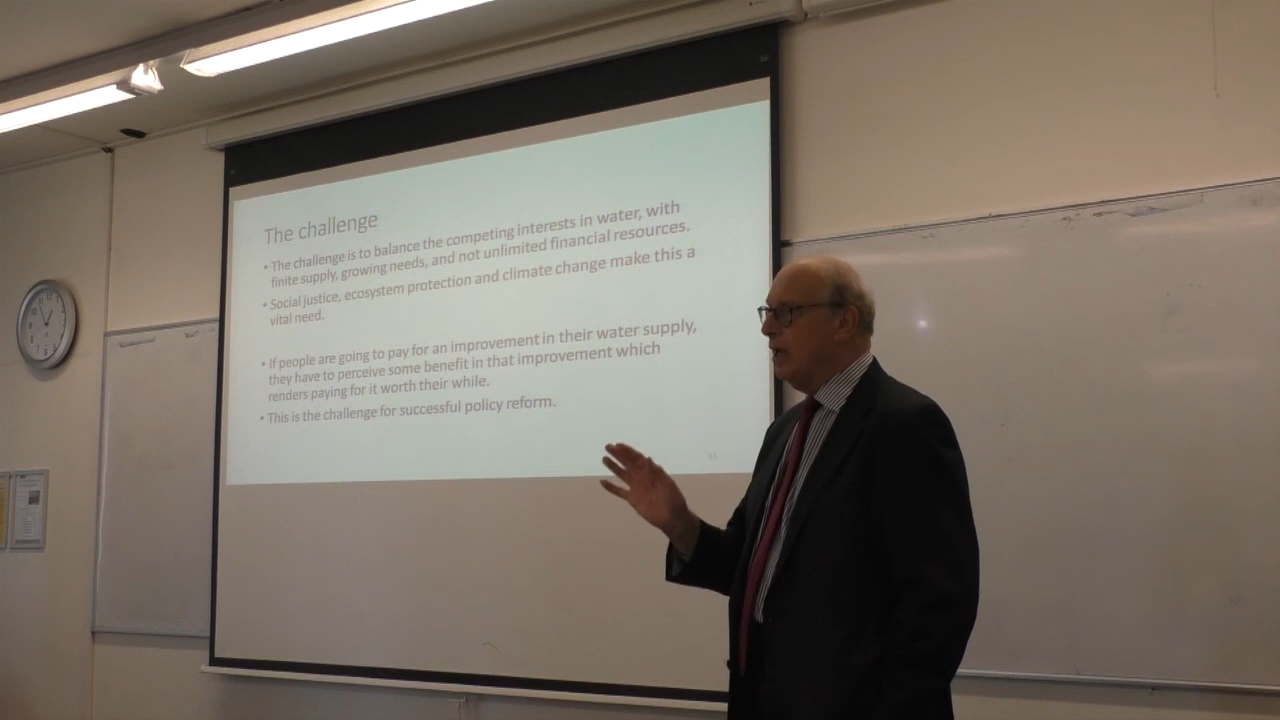 The challenge
• The challenge is to balance the competing interests in water, with
finite supply, growing needs, and not unlimited financial resources.
• Social justice, ecosystem protection and climate change make this a
vital need.
• If people are going to pay for an improvement in their water supply,
they have to perceive some benefit in that improvement which
renders paying for it worth their while.
• This is the challenge for successful policy reform.